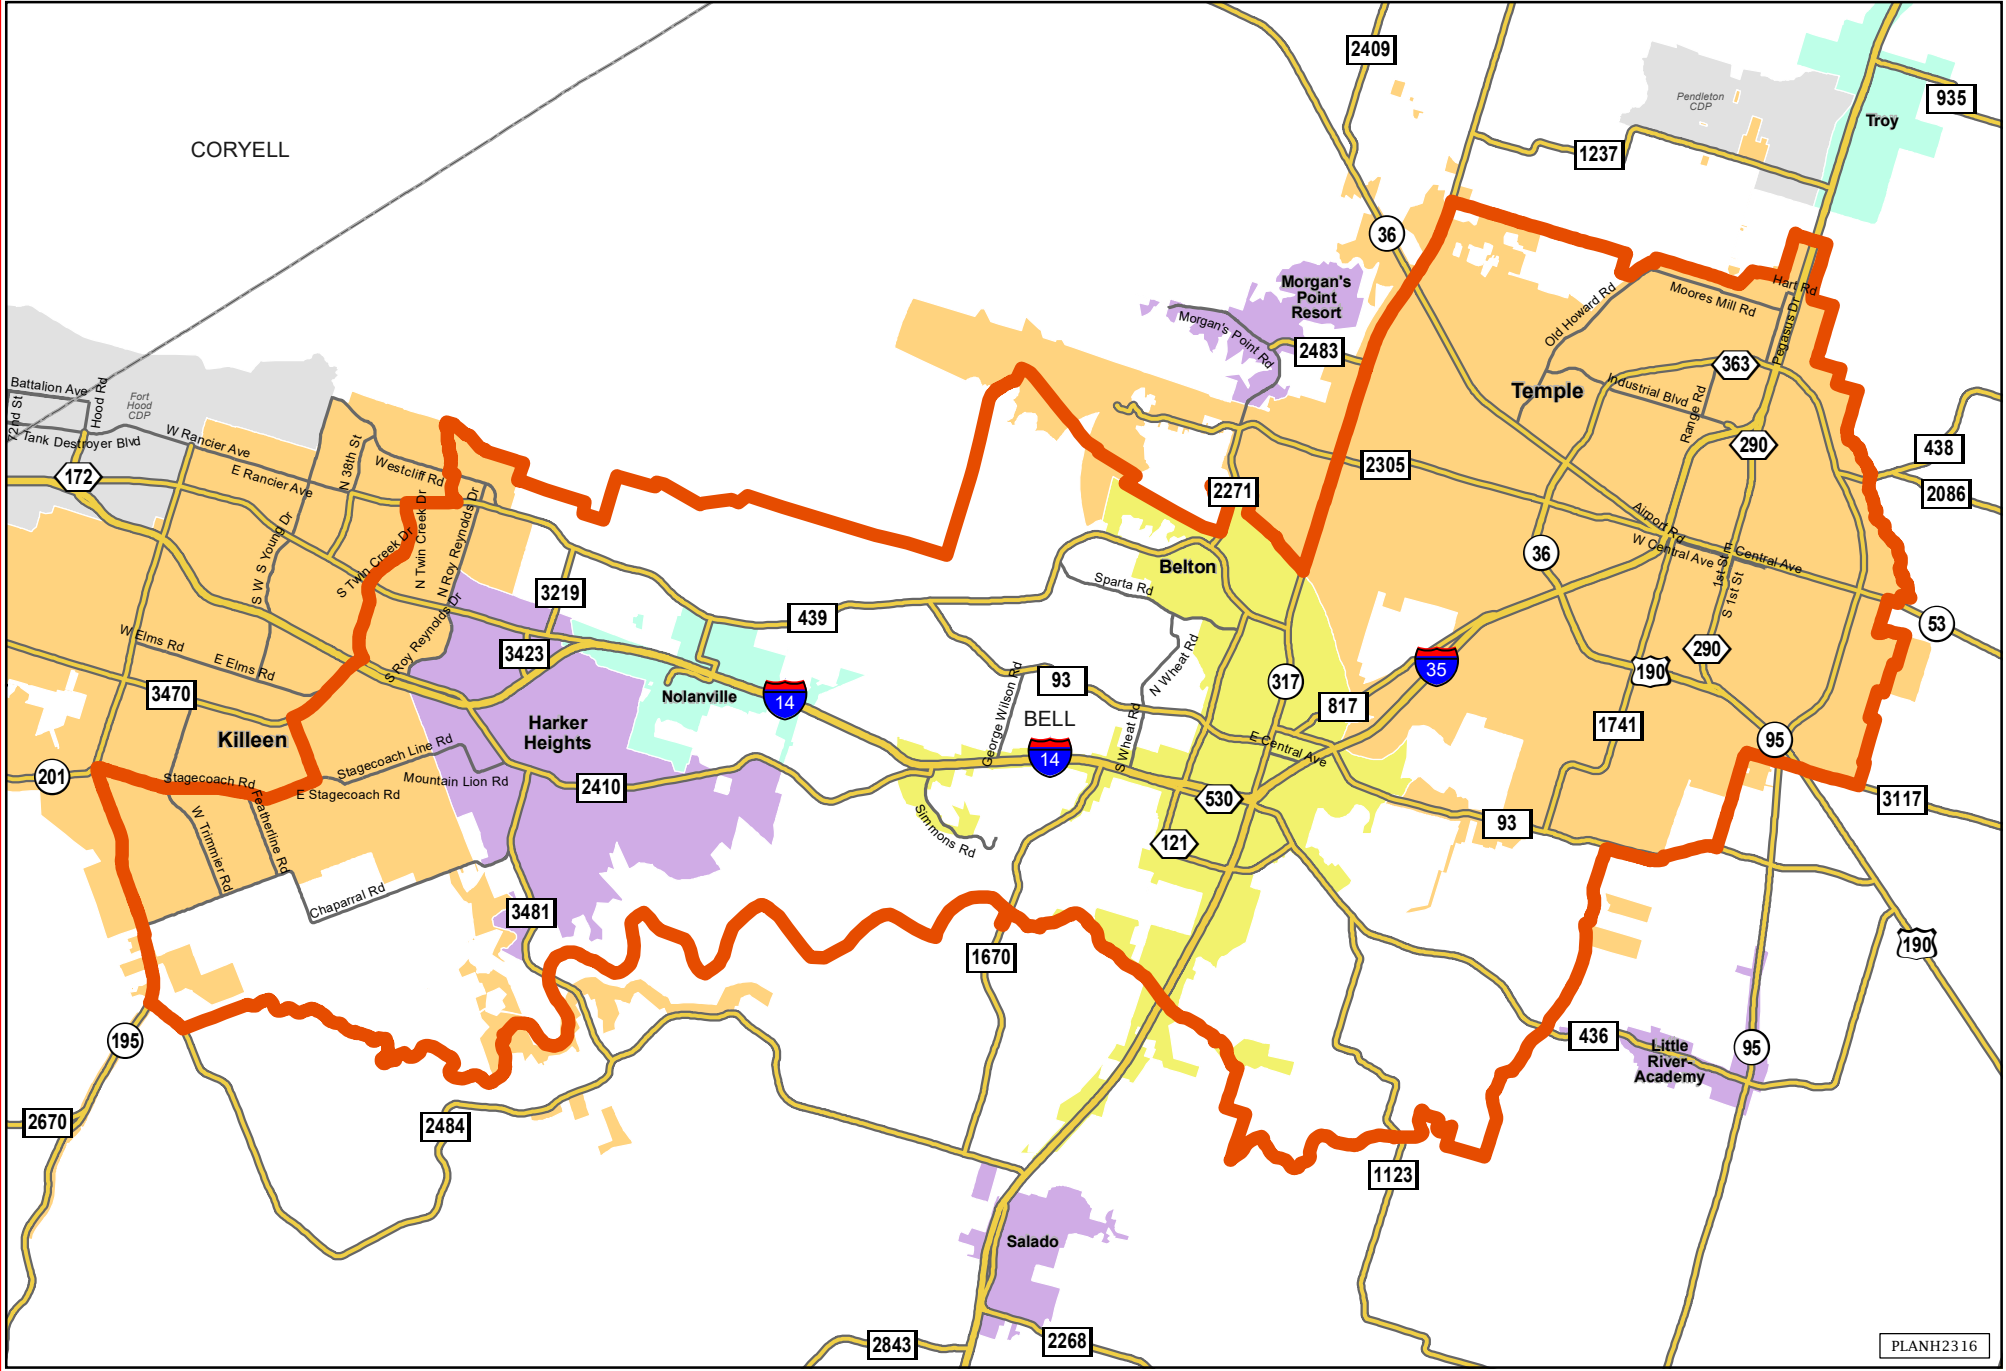 2409
935
Pendleton
CDP
Troy
CORYELL
1237
36
Morgan's
Point
Resort
Hart Rd
Moores Mill Rd
Old Howard Rd
Pegasus Dr
Morgan's Point Rd
2483
363
Battalion Ave
Hood Rd
72nd St
Fort
Hood
CDP
Temple
Industrial Blvd
Range Rd
Tank Destroyer Blvd
W Rancier Ave
N 38th St
290
438
172
E Rancier Ave
Westcliff Rd
2305
2271
2086
N Twin Creek Dr
N Roy Reynolds Dr
S W S Young Dr
S Twin Creek Dr
Airport Rd
W Central Ave
E Central Ave
36
Belton
1st St
S 1st St
Sparta Rd
3219
439
53
W Elms Rd
E Elms Rd
S Roy Reynolds Dr
3423
N Wheat Rd
290
35
190
3470
Nolanville
14
93
317
George Wilson Rd
817
1741
BELL
Harker
Heights
Killeen
S Wheat Rd
E Central Ave
95
14
Stagecoach Line Rd
201
Stagecoach Rd
Mountain Lion Rd
E Stagecoach Rd
2410
530
3117
W Trimmier Rd
Featherline Rd
Simmons Rd
93
121
Chaparral Rd
3481
190
1670
195
436
Little
River-
Academy
95
2670
2484
1123
Salado
2843
2268
PLANH2316